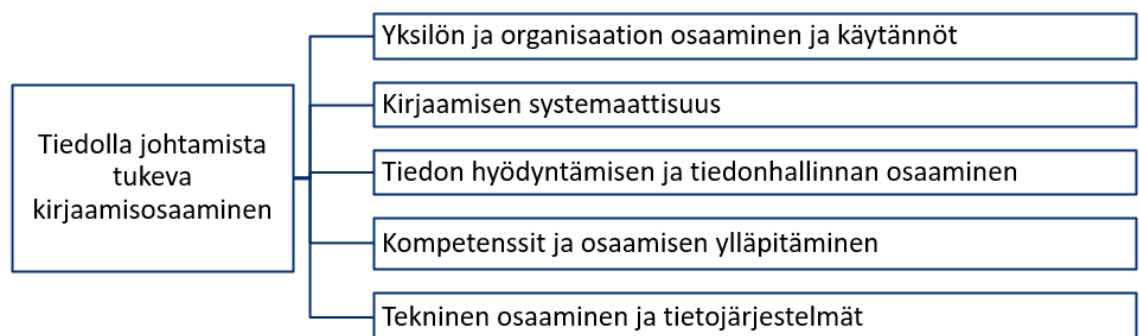 Tiedolla johtamista
tukeva
kirjaamisosaaminen
Yksilön ja organisaation osaaminen ja käytännöt
Kirjaamisen systemaattisuus
Tiedon hyödyntämisen ja tiedonhallinnan osaaminen
Kompetenssit ja osaamisen ylläpitäminen
Tekninen osaaminen ja tietojärjestelmät